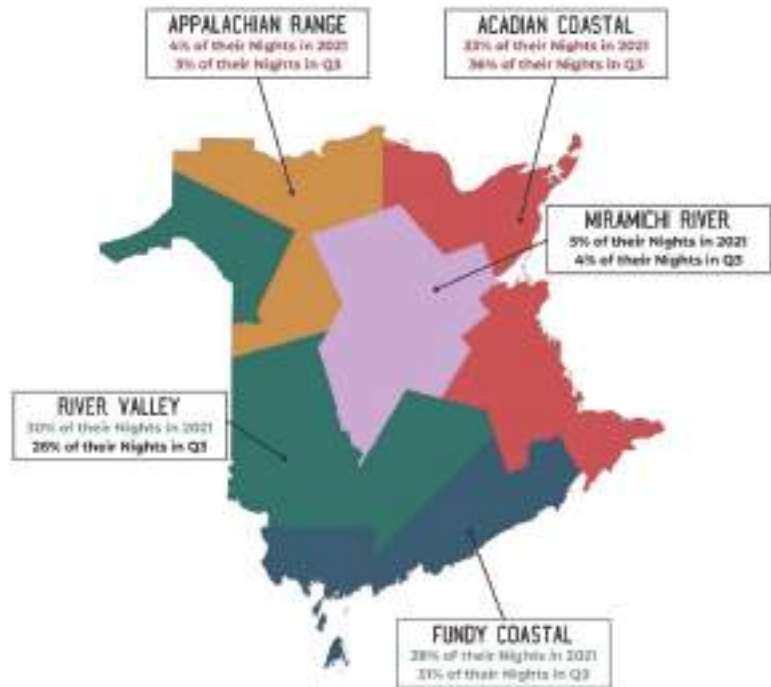 APPALACHIAN RANGE
4% of their Nights in 2021
3% of their Nights in Q3
ACADIAN COASTAL
33% of their Nights in 2021
36% of their Nights in Q3
MIRAMICHI RIVER
5% of their Nights in 2021
4% of their Nights in Q3
RIVER VALLEY
30% of their Nights in 2021
26% of their Nights in Q3
FUNDY COASTAL
28% of their Nights in 2021
31% of their Nights in Q3